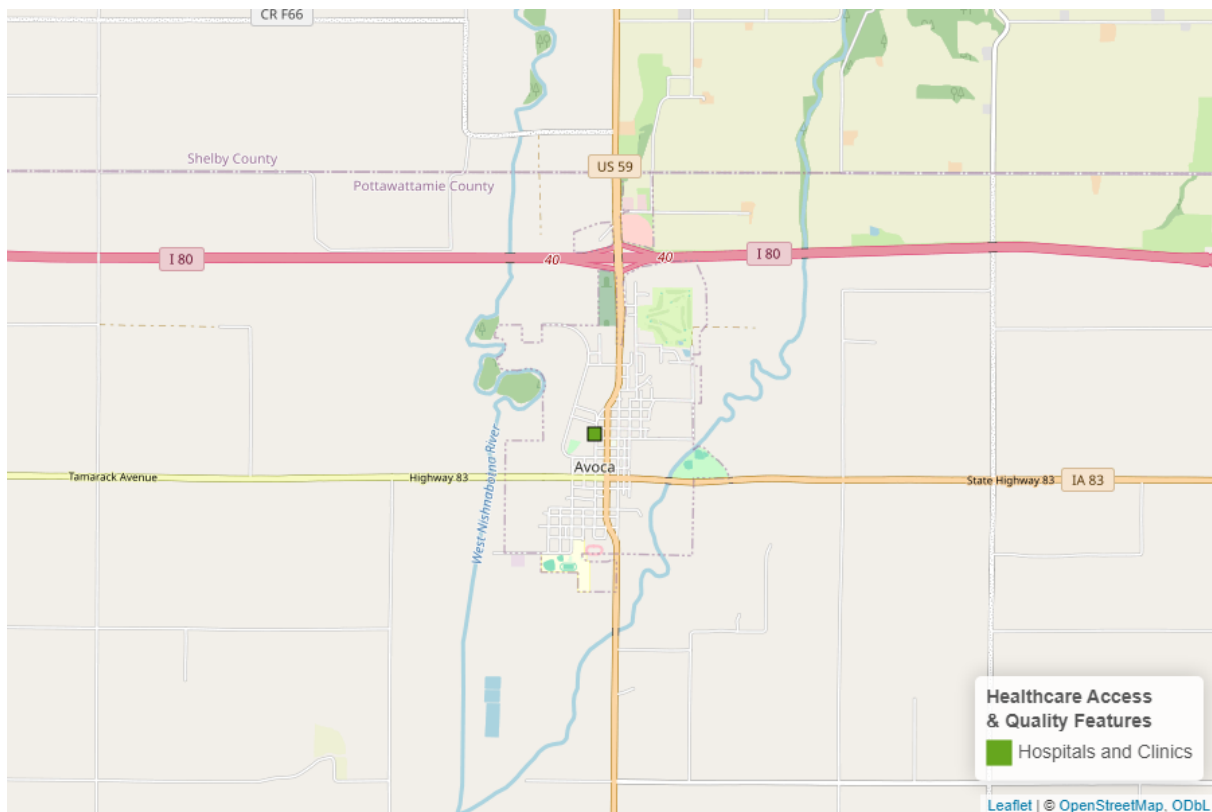 CR F66
Shelby County
US 59
Pottawattamie County
I 80
I 80
40
40
West Nishnabotna River
Avoca
Tamarack Avenue
Highway 83
State Highway 83
IA 83
Healthcare Access
& Quality Features
Hospitals and Clinics
Leaflet | © OpenStreetMap, ODbL